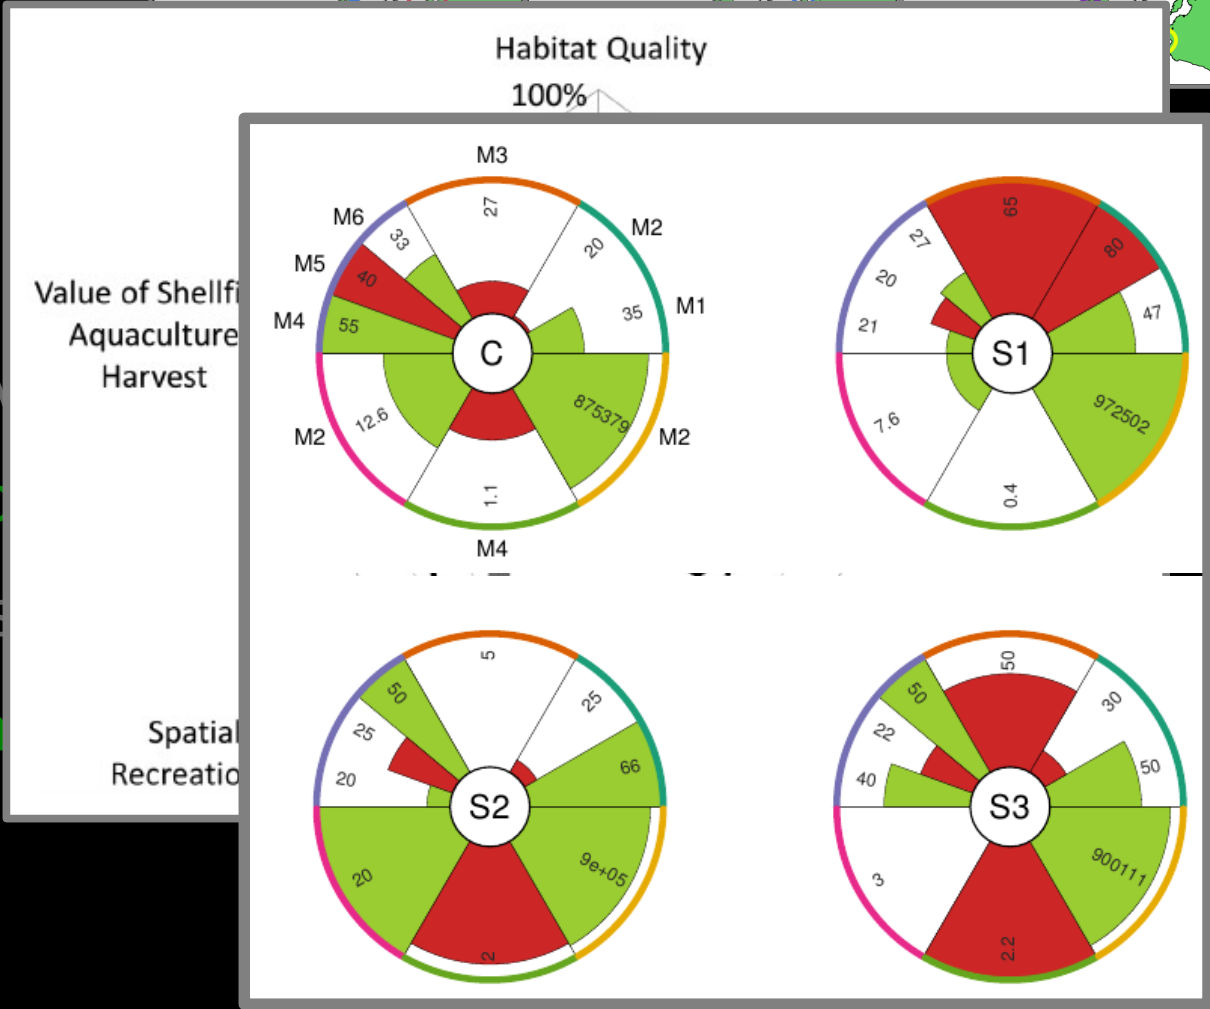 Habitat Quality
100%
Value of Shellfi
Aquaculture
Harvest
Spatial
Recreatio
M3
M6
M2
M5
M1
M4
M2
M2
M4
27
33
20
40
35
55
C
12.6
875379
1.1
65
27
80
20
47
21
S1
7.6
972502
0.4
5
50
25
25
66
20
S2
20
9e+05
2
50
50
30
22
50
40
S3
3
900111
2.2